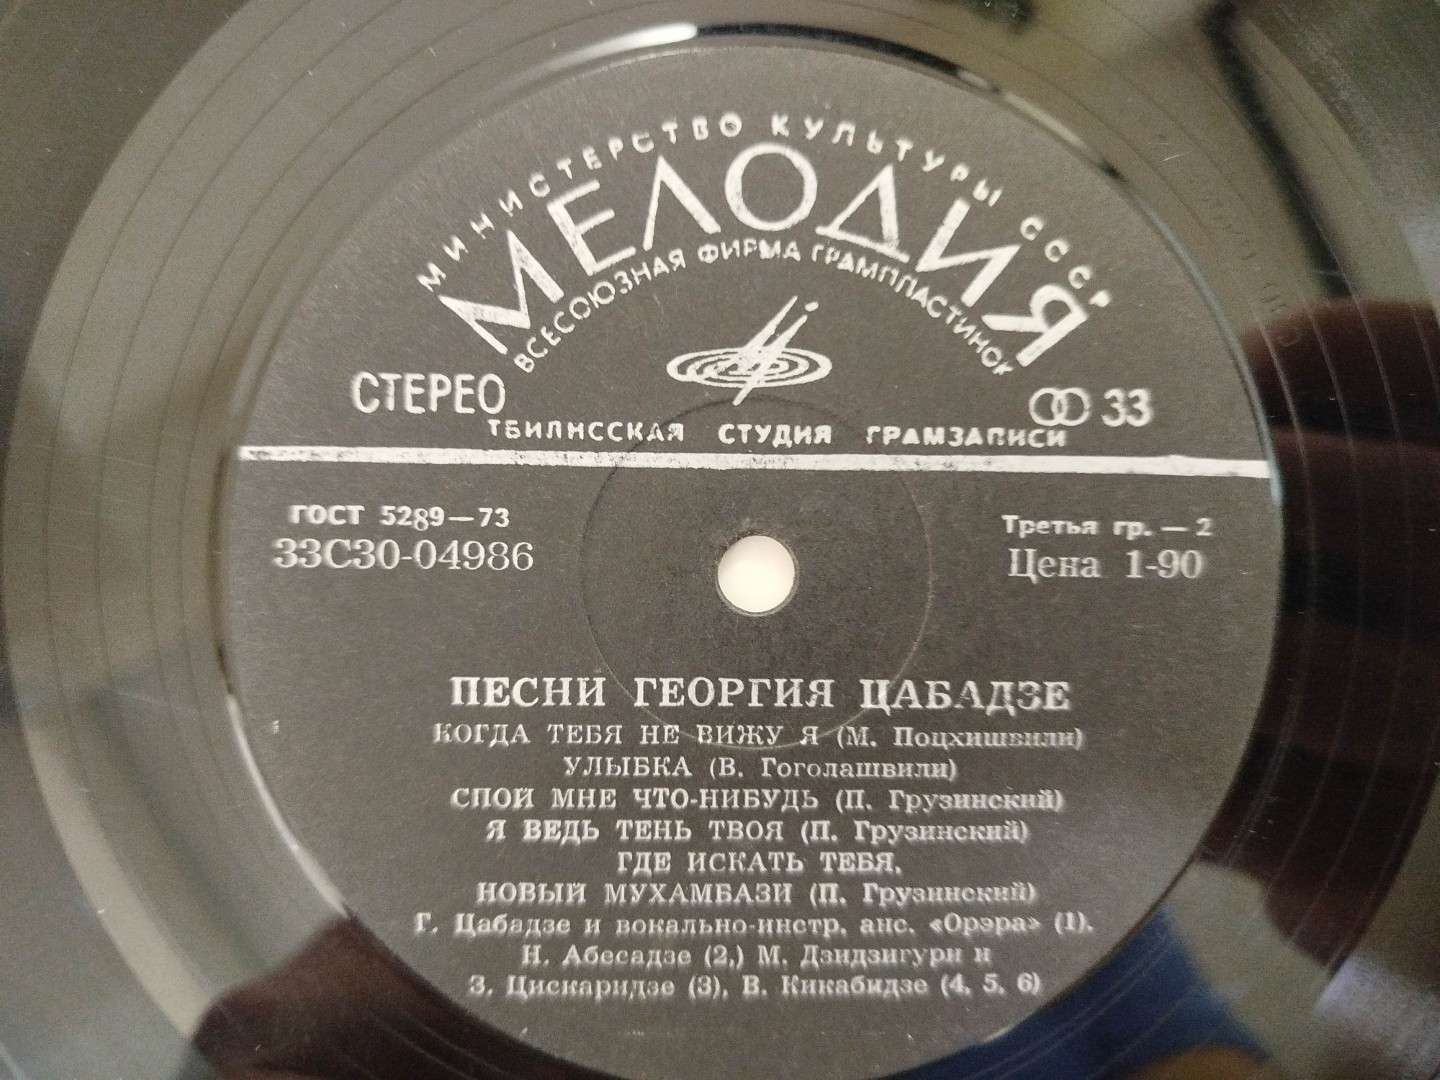 МИНИСТЕРСТВО КУЛЬТУРЫ СССР
МЕЛОДИЯ
ВСЕСОЮЗНАЯ ФИРМА ГРАМПЛАСТИНОК
СТЕРЕО
33
ТБИЛИССКАЯ СТУДИЯ ГРАМЗАПИСИ
ГОСТ 5289—73
Третья гр. — 2
33С30-04986
Цена 1-90
ПЕСНИ ГЕОРГИЯ ЦАБАДЗЕ
КОГДА ТЕБЯ НЕ ВИЖУ Я (М. Поцхишвили)
УЛЫБКА (В. Гоголашвили)
СПОЙ МНЕ ЧТО-НИБУДЬ (П. Грузинский)
Я ВЕДЬ ТЕНЬ ТВОЯ (П. Грузинский)
ГДЕ ИСКАТЬ ТЕБЯ,
НОВЫЙ МУХАМБАЗИ (П. Грузинский)
Г. Цабадзе и вокально-инстр. анс. «Орэра» (1),
Н. Абесадзе (2,) М. Дзидзигури и
З. Цискаридзе (3), В. Кикабидзе (4, 5, 6)